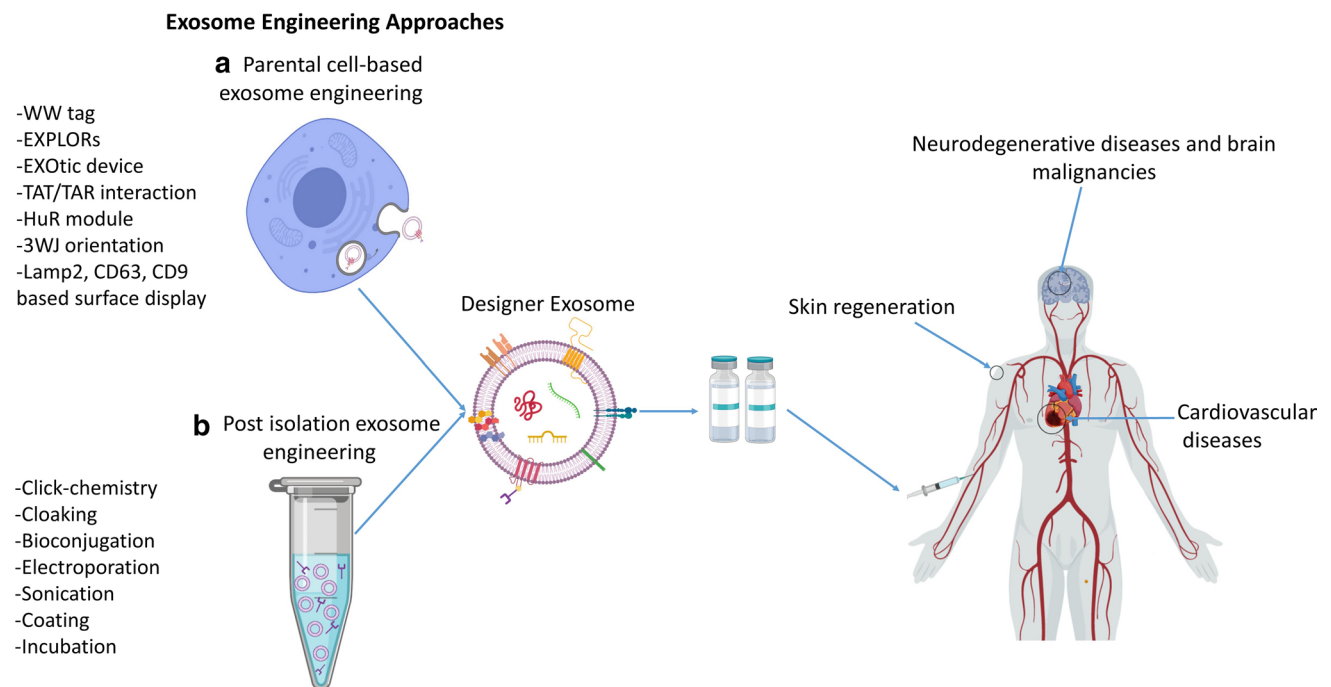 Exosome Engineering Approaches
a Parental cell-based
exosome engineering
-WW tag
-EXPLORs
-EXOtic device
-TAT/TAR interaction
-HuR module
-3WJ orientation
-Lamp2, CD63, CD9
based surface display
b Post isolation exosome
engineering
-Click-chemistry
-Cloaking
-Bioconjugation
-Electroporation
-Sonication
-Coating
-Incubation
Designer Exosome
Neurodegenerative diseases and brain
malignancies
Skin regeneration
Cardiovascular
diseases